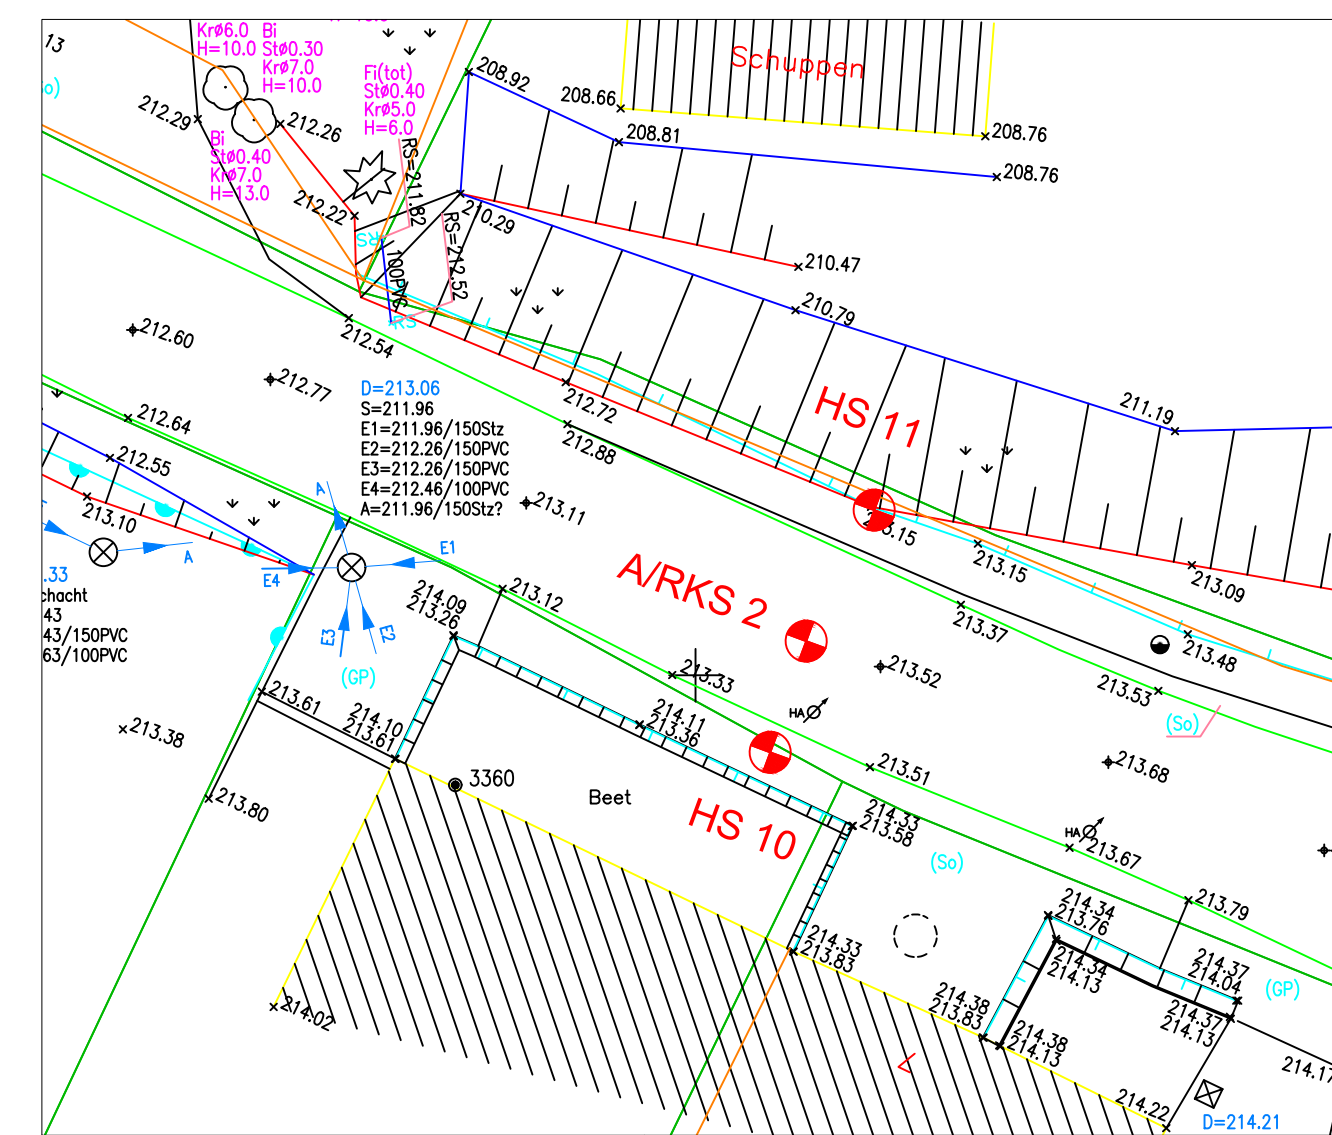 13
Krø6.0
H=10.0
Bi
Stø0.30
Krø7.0
H=10.0
Fi(tot)
Stø0.40
Krø5.0
H=6.0
Bi
Stø0.40
Krø7.0
H=13.0
212.29
212.26
212.22
208.92
208.66
208.81
Schuppen
208.76
208.76
RS=211.82
RS=212.52
RS
RS
100PVC
210.29
210.47
210.79
211.19
212.60
212.54
212.77
212.72
212.88
212.64
212.55
213.10
D=213.06
S=211.96
E1=211.96/150Stz
E2=212.26/150PVC
E3=212.26/150PVC
E4=212.46/100PVC
A=211.96/150Stz?
213.11
HS 11
213.15
213.09
213.48
213.37
213.53
(So)
213.52
A/RKS 2
A
A
E1
E4
E3
E2
.33
43
43/150PVC
63/100PVC
214.09
213.26
213.12
(GP)
213.61
214.10
213.61
213.38
213.80
213.33
214.11
213.36
HA
3360
Beet
HS 10
213.51
213.68
214.33
213.58
(So)
HA
213.67
213.79
214.33
213.83
214.34
213.76
214.34
214.13
214.37
214.04
(GP)
214.37
214.13
214.38
213.83
214.38
214.13
214.02
214.22
214.17
D=214.21